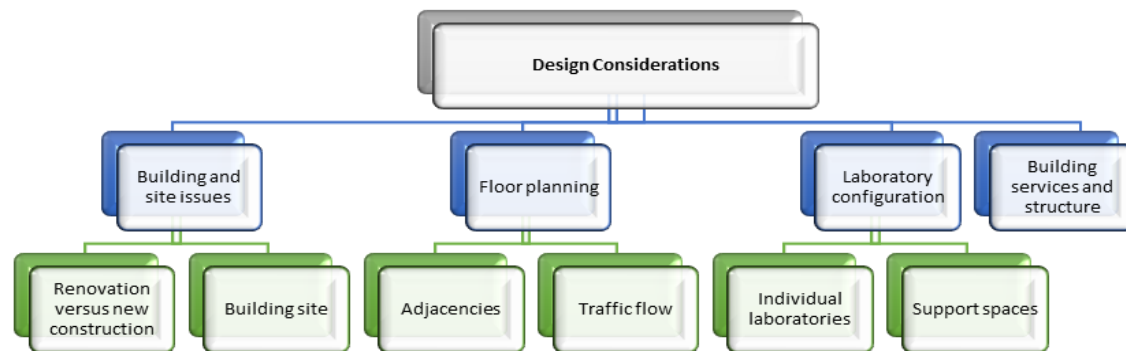 Design Considerations
Building and
site issues
Floor planning
Laboratory
configuration
Building
services and
structure
Renovation
versus new
construction
Building site
Adjacencies
Traffic flow
Individual
laboratories
Support spaces